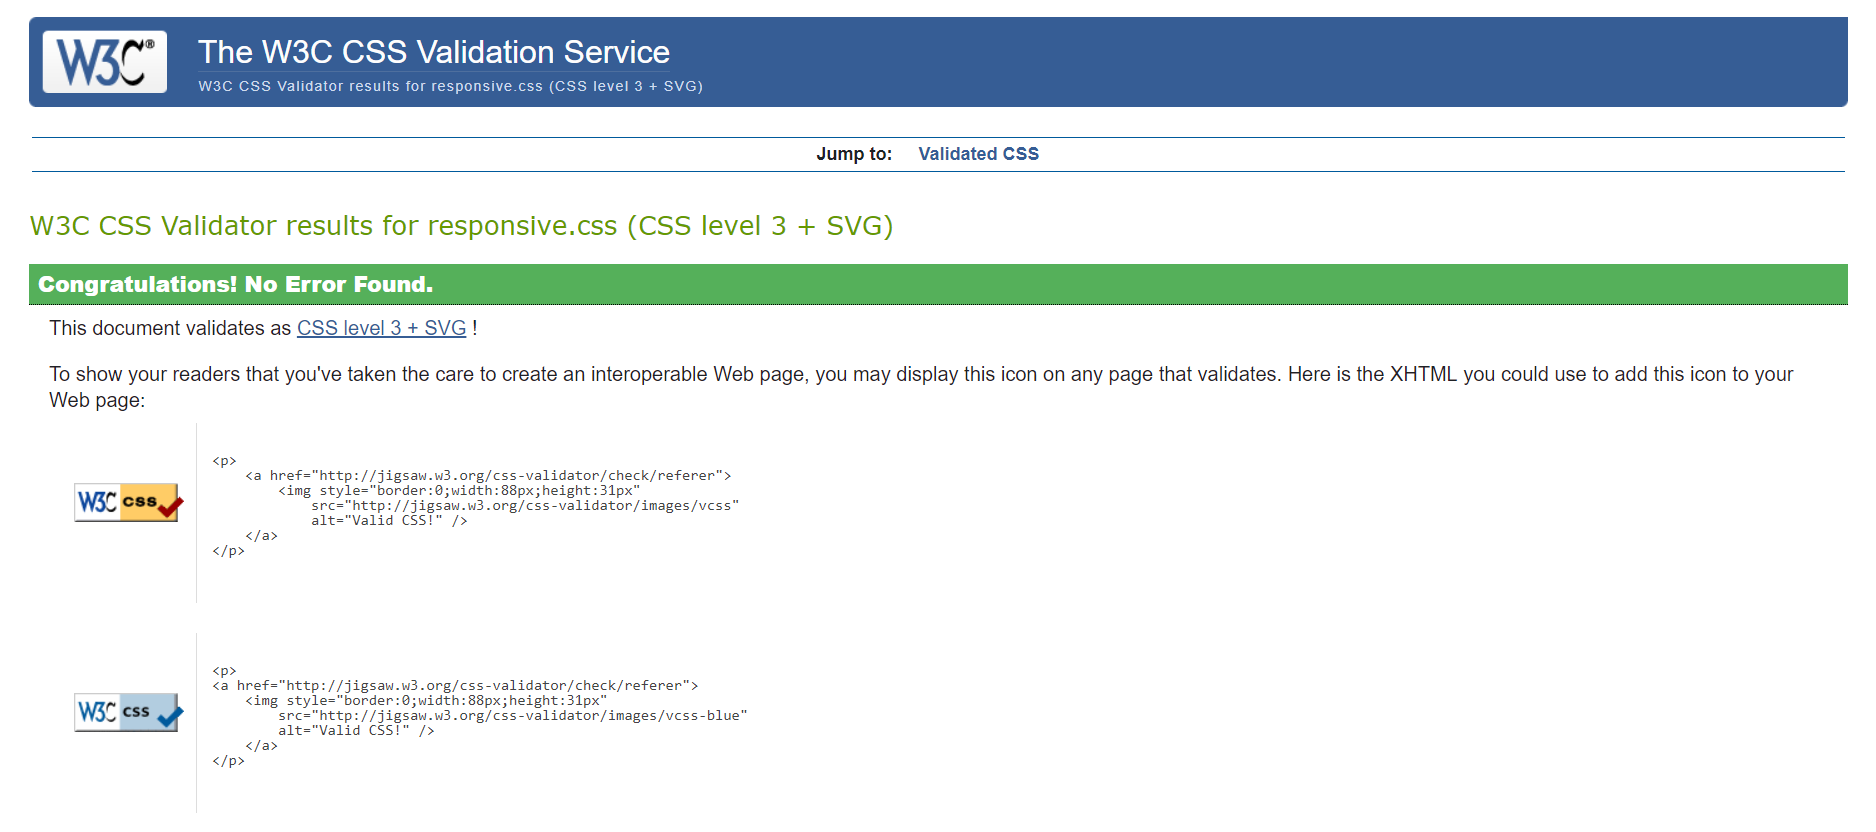 W3C®
The W3C CSS Validation Service
W3C CSS Validator results for responsive.css (CSS level 3 + SVG)
Jump to: Validated CSS
W3C CSS Validator results for responsive.css (CSS level 3 + SVG)
Congratulations! No Error Found.
This document validates as CSS level 3 + SVG !
To show your readers that you've taken the care to create an interoperable Web page, you may display this icon on any page that validates. Here is the XHTML you could use to add this icon to your
Web page:
W3C css
<p>
<a href="http://jigsaw.w3.org/css-validator/check/referer">
<img style="border:0;width:88px;height:31px"
src="http://jigsaw.w3.org/css-validator/images/vcss"
alt="Valid CSS!" />
</a>
</p>
W3C css
<p>
<a href="http://jigsaw.w3.org/css-validator/check/referer">
<img style="border:0;width:88px;height:31px"
src="http://jigsaw.w3.org/css-validator/images/vcss-blue"
alt="Valid CSS!" />
</a>
</p>